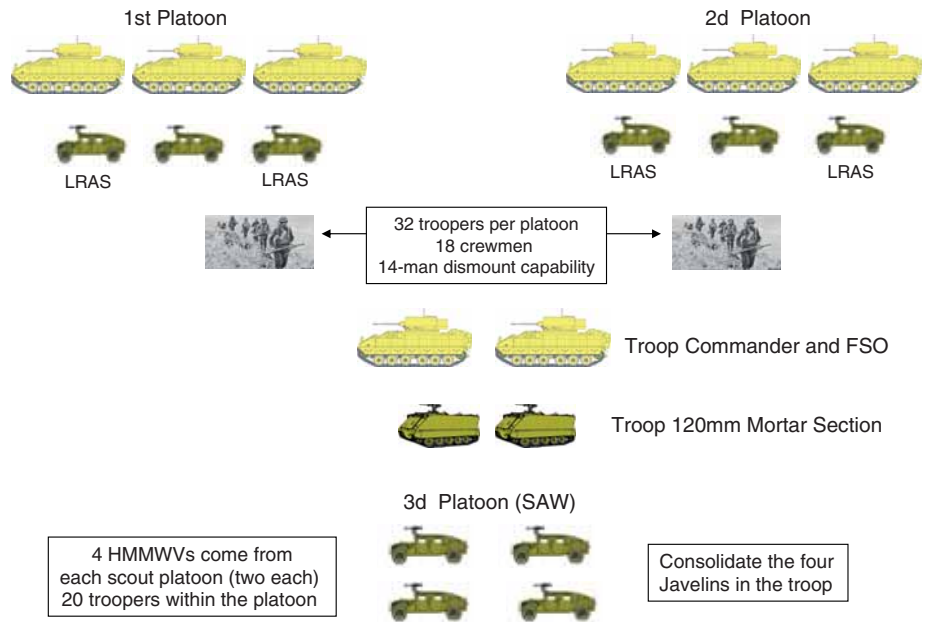 1st Platoon
2d Platoon
LRAS
LRAS
LRAS
LRAS
32 troopers per platoon
18 crewmen
14-man dismount capability
Troop Commander and FSO
Troop 120mm Mortar Section
3d Platoon (SAW)
4 HMMWVs come from
each scout platoon (two each)
20 troopers within the platoon
Consolidate the four
Javelins in the troop